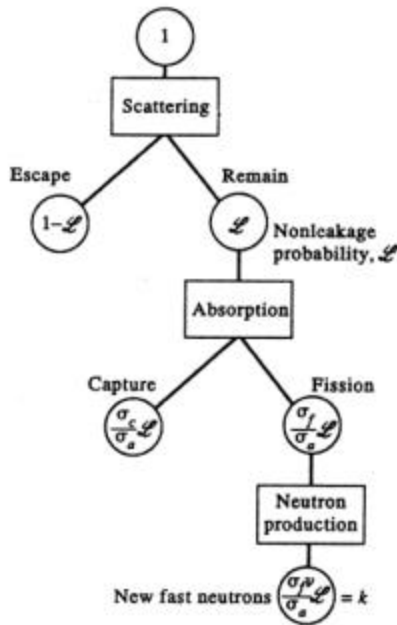 1
Scattering
Escape
Remain
1-ℒ
ℒ
Nonleakage
probability, ℒ
Absorption
Capture
Fission
σc/σa ℒ
σf/σa ℒ
Neutron
production
New fast neutrons σfν/σa ℒ = k